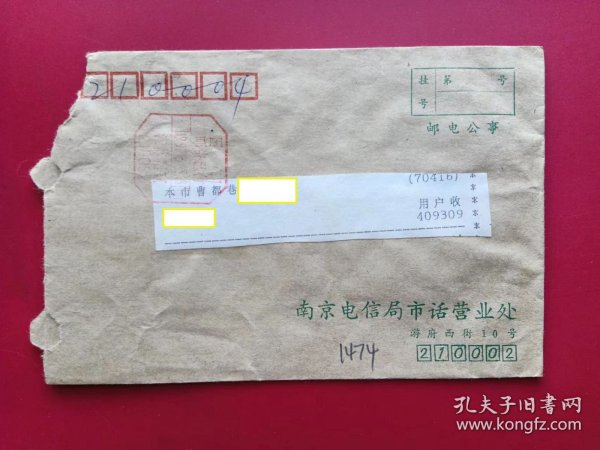 210004
挂 第 号
号
邮电公事
(70416)
本市曹都巷
用户收
409309
南京电信局市话营业处
游府西街10号
1474
210002
孔夫子旧书网
www.kongfz.com